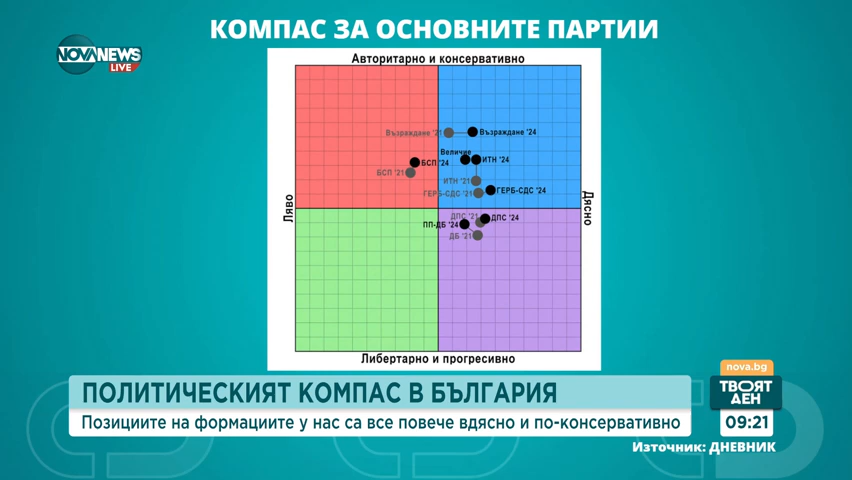 КОМПАС ЗА ОСНОВНИТЕ ПАРТИИ
NOVANEWS
LIVE
Авторитарно и консервативно
Възраждане '21
Възраждане '24
Величие
ИТН '24
БСП '24
БСП '21
ИТН '21
ГЕРБ-СДС '21
ГЕРБ-СДС '24
Ляво
Дясно
ДПС '21
ДПС '24
ПП-ДБ '24
ДБ '21
Либертарно и прогресивно
nova.bg
ПОЛИТИЧЕСКИЯТ КОМПАС В БЪЛГАРИЯ
ТВОЯТ
ДЕН
Позициите на формациите у нас са все повече вдясно и по-консервативно
09:21
Източник: ДНЕВНИК